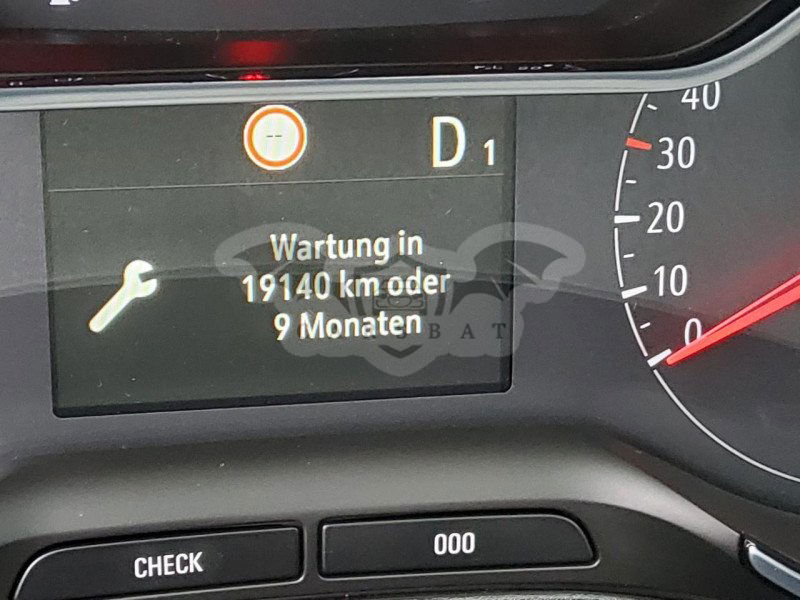 --
D 1
Wartung in
19140 km oder
9 Monaten
40
30
20
10
0
CHECK
000